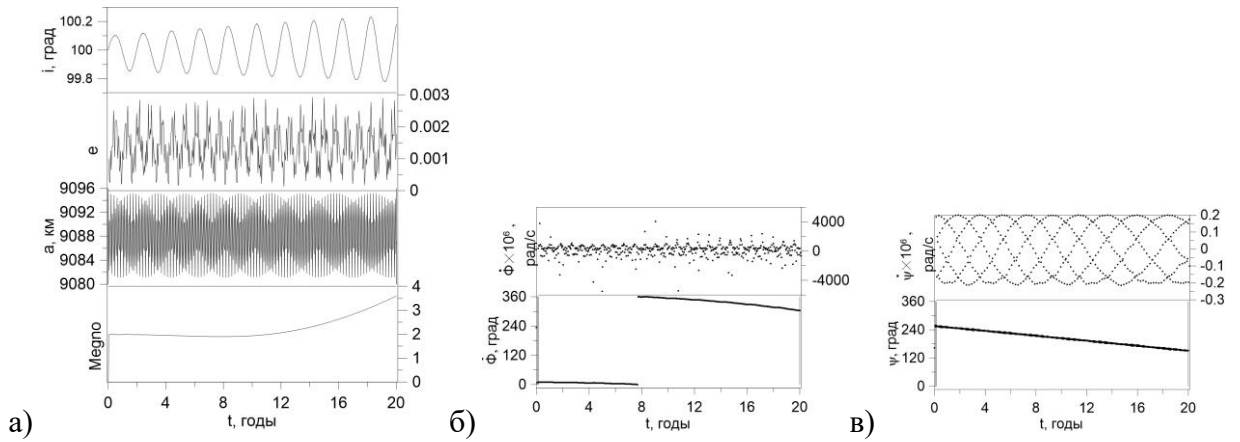 100.2
100
99.8
i, град
0.003
0.002
0.001
0
e
9096
9092
9088
9084
9080
a, км
4
3
2
1
0
Megno
0 4 8 12 16 20
t, годы
а)
4000
0
-4000
Φ̇×10⁶,
рад/с
360
240
120
0
Φ, град
0 4 8 12 16 20
t, годы
б)
0.2
0.1
0
-0.1
-0.2
-0.3
ψ̇×10⁶,
рад/с
360
240
120
0
ψ, град
0 4 8 12 16 20
t, годы
в)